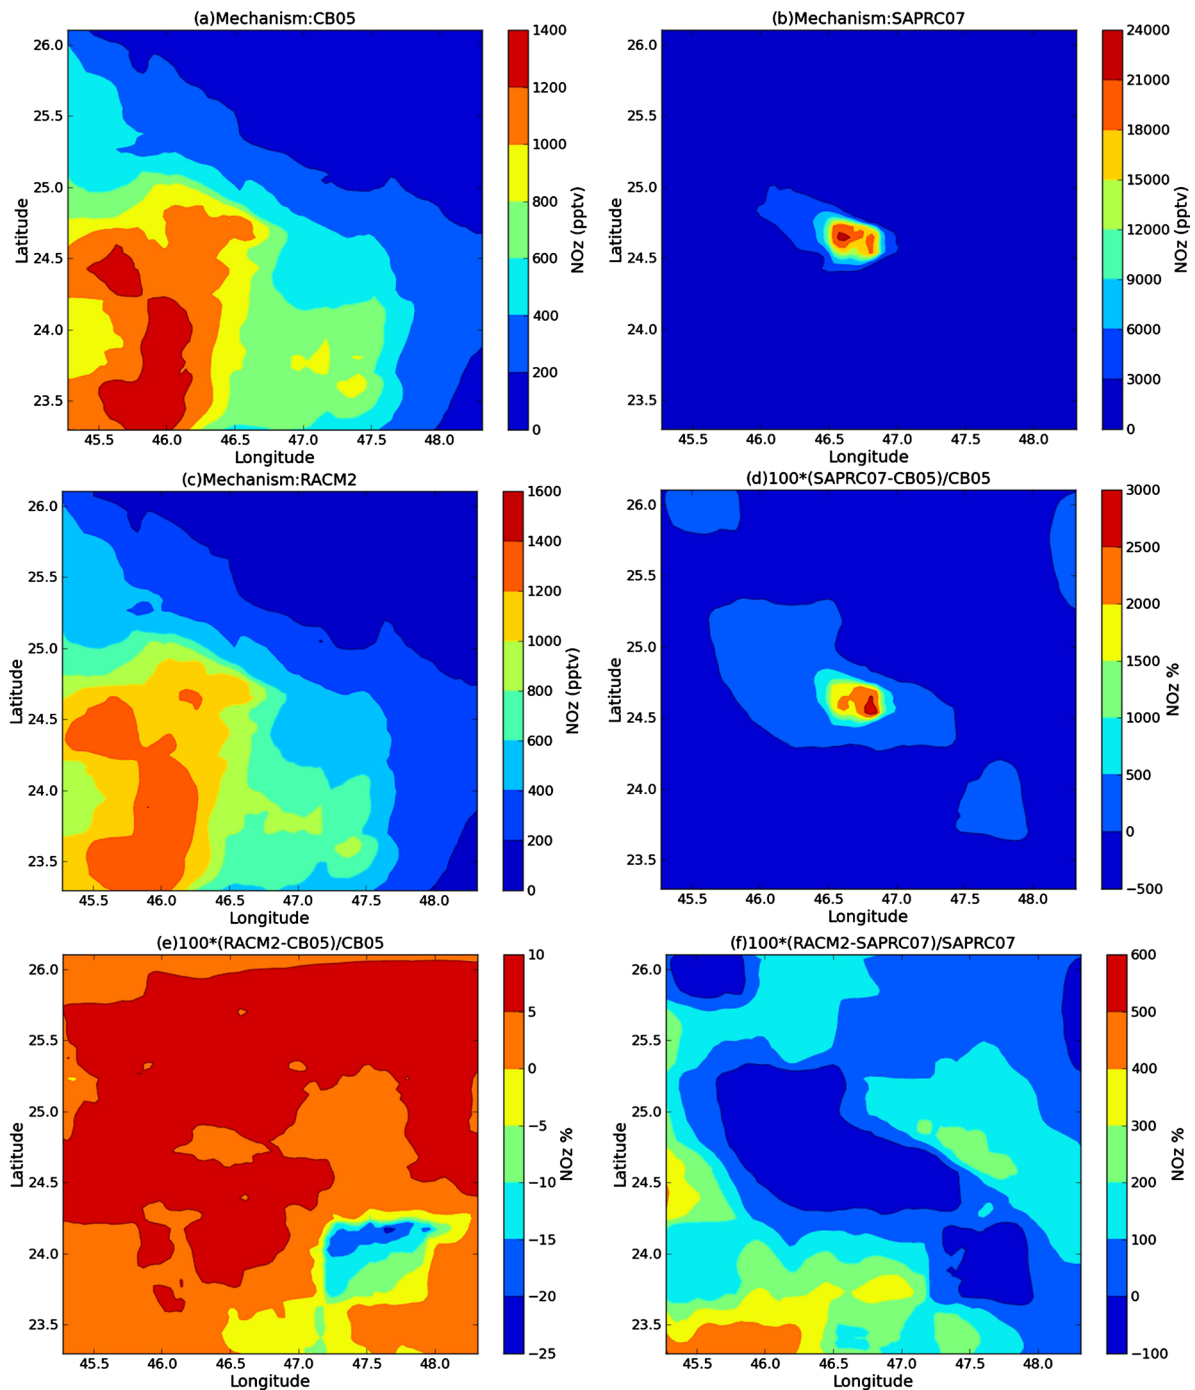 (a)Mechanism:CB05
(b)Mechanism:SAPRC07
26.0
25.5
25.0
24.5
24.0
23.5
Latitude
45.5 46.0 46.5 47.0 47.5 48.0
Longitude
1400
1200
1000
800
600
400
200
0
NOz (pptv)
26.0
25.5
25.0
24.5
24.0
23.5
Latitude
45.5 46.0 46.5 47.0 47.5 48.0
Longitude
24000
21000
18000
15000
12000
9000
6000
3000
0
NOz (pptv)
(c)Mechanism:RACM2
(d)100*(SAPRC07-CB05)/CB05
26.0
25.5
25.0
24.5
24.0
23.5
Latitude
45.5 46.0 46.5 47.0 47.5 48.0
Longitude
1600
1400
1200
1000
800
600
400
200
0
NOz (pptv)
26.0
25.5
25.0
24.5
24.0
23.5
Latitude
45.5 46.0 46.5 47.0 47.5 48.0
Longitude
3000
2500
2000
1500
1000
500
0
−500
NOz %
(e)100*(RACM2-CB05)/CB05
(f)100*(RACM2-SAPRC07)/SAPRC07
26.0
25.5
25.0
24.5
24.0
23.5
Latitude
45.5 46.0 46.5 47.0 47.5 48.0
Longitude
10
5
0
−5
−10
−15
−20
−25
NOz %
26.0
25.5
25.0
24.5
24.0
23.5
Latitude
45.5 46.0 46.5 47.0 47.5 48.0
Longitude
600
500
400
300
200
100
0
−100
NOz %